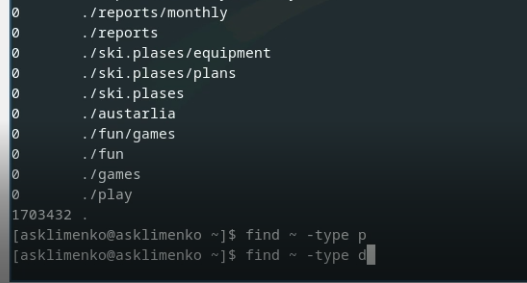 0 ./reports/monthly
0 ./reports
0 ./ski.plases/equipment
0 ./ski.plases/plans
0 ./ski.plases
0 ./austarlia
0 ./fun/games
0 ./fun
0 ./games
0 ./play
1703432 .
[asklimenko@asklimenko ~]$ find ~ -type p
[asklimenko@asklimenko ~]$ find ~ -type d